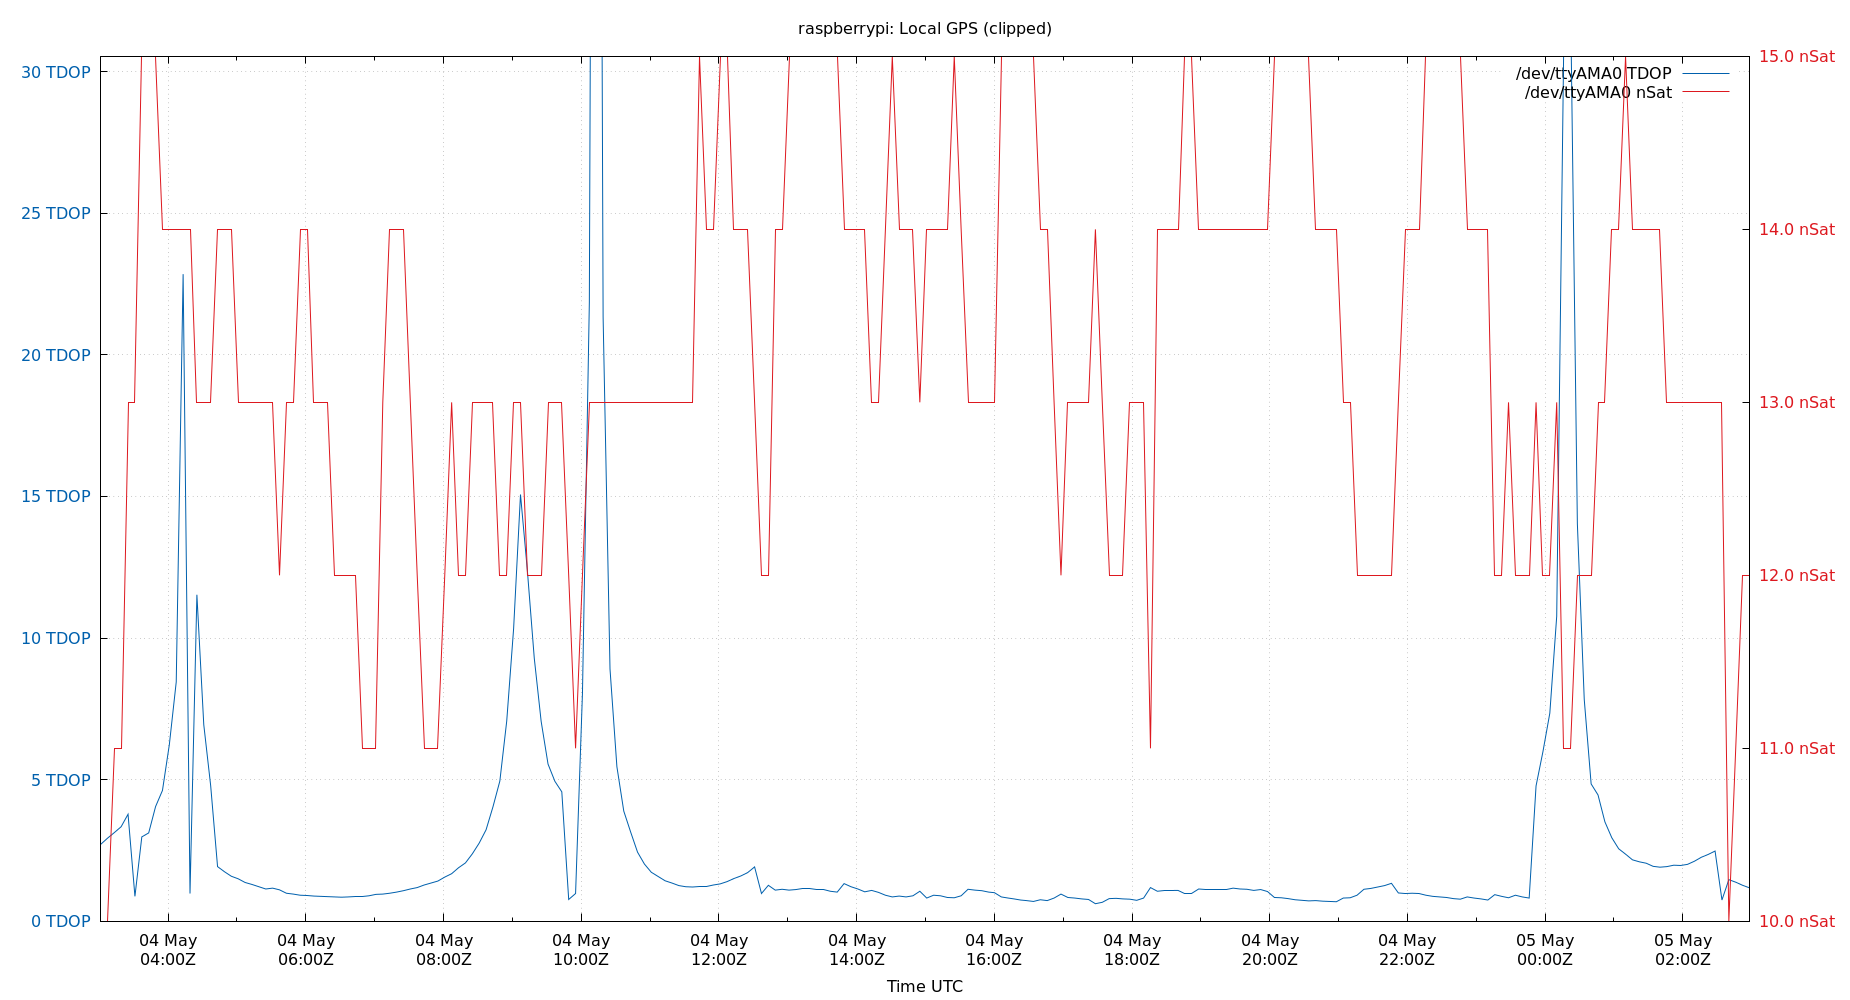 raspberrypi: Local GPS (clipped)
30 TDOP
25 TDOP
20 TDOP
15 TDOP
10 TDOP
5 TDOP
0 TDOP
/dev/ttyAMA0 TDOP
/dev/ttyAMA0 nSat
15.0 nSat
14.0 nSat
13.0 nSat
12.0 nSat
11.0 nSat
10.0 nSat
04 May
04:00Z
04 May
06:00Z
04 May
08:00Z
04 May
10:00Z
04 May
12:00Z
04 May
14:00Z
04 May
16:00Z
04 May
18:00Z
04 May
20:00Z
04 May
22:00Z
05 May
00:00Z
05 May
02:00Z
Time UTC